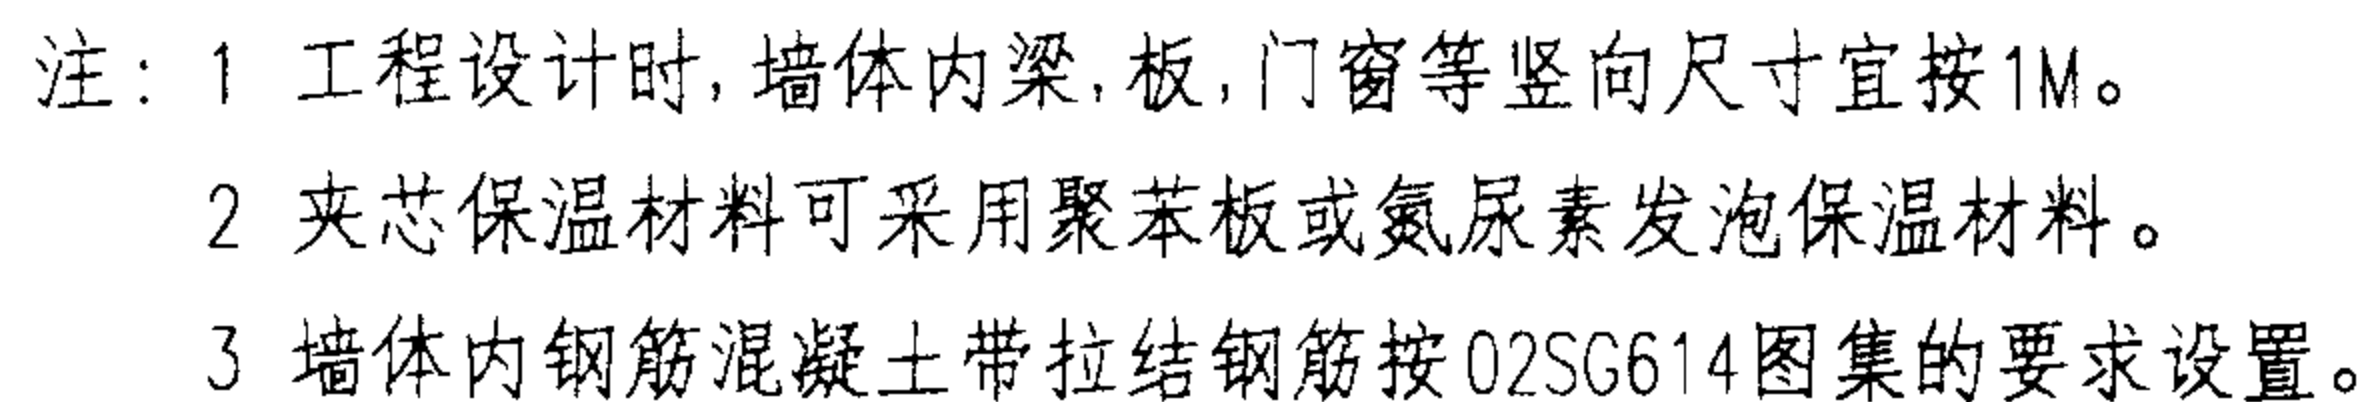 注: 1 工程设计时,墙体内梁,板,门窗等竖向尺寸宜按1M。
2 夹芯保温材料可采用聚苯板或氮尿素发泡保温材料。
3 墙体内钢筋混凝土带拉结钢筋按02SG614图集的要求设置。